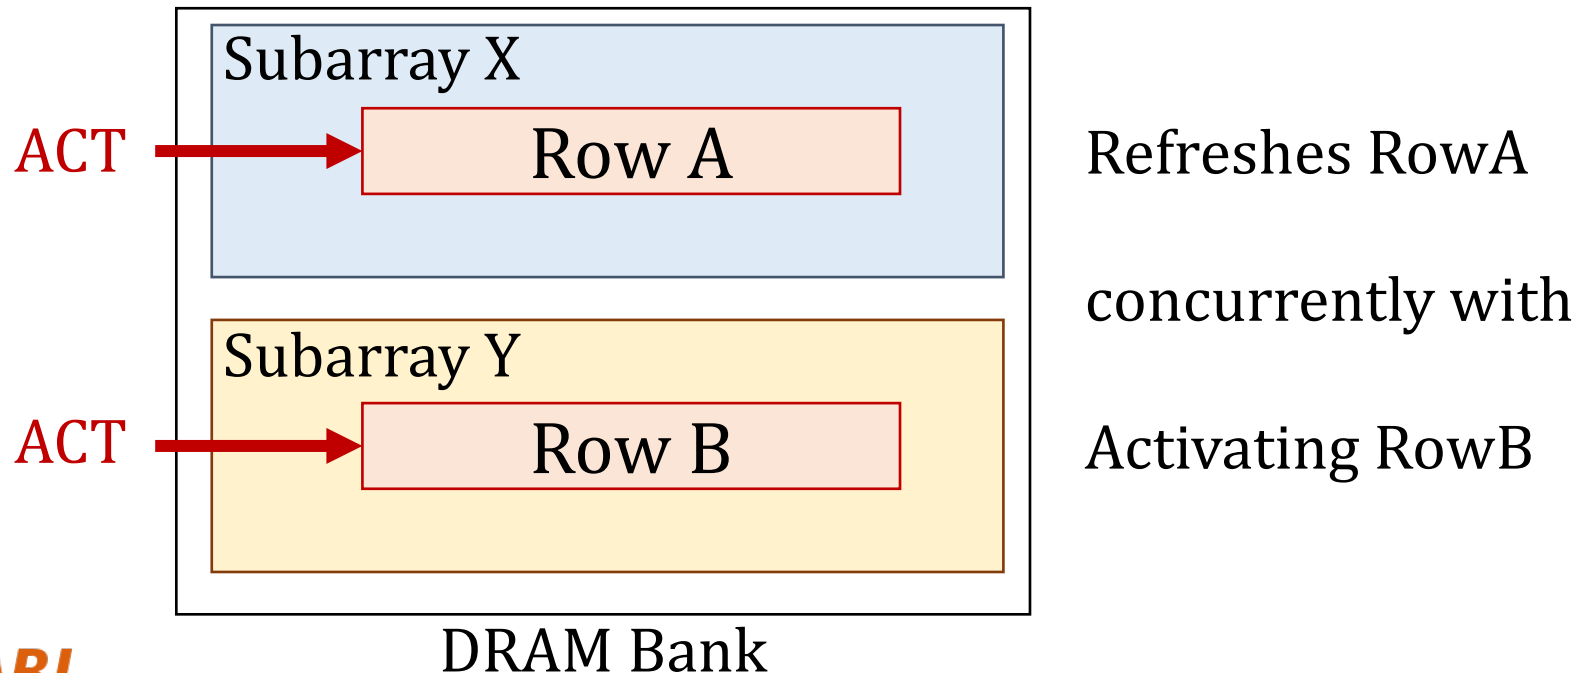 Subarray X
ACT
Row A
Refreshes RowA
concurrently with
Subarray Y
ACT
Row B
Activating RowB
DRAM Bank